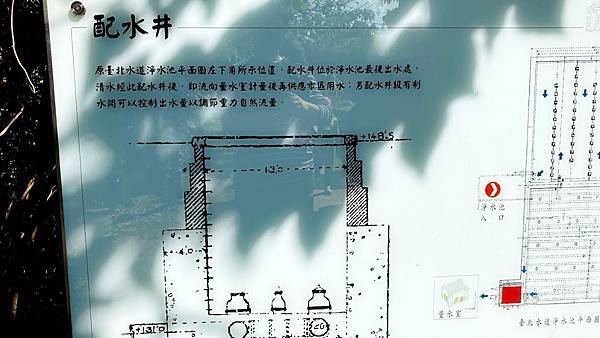 配水井
原臺北水道淨水池平面圖左下角所示位置，配水井位於淨水池最後出水處，
清水經此配水井後，即流向量水室計量後再供應市區用水；另配水井設有制
水閘可以控制出水量以調節重力自然流量。
+148.5
13.0
4.0
+131.0
淨水池
入口
量水室
臺北水道淨水池平面圖